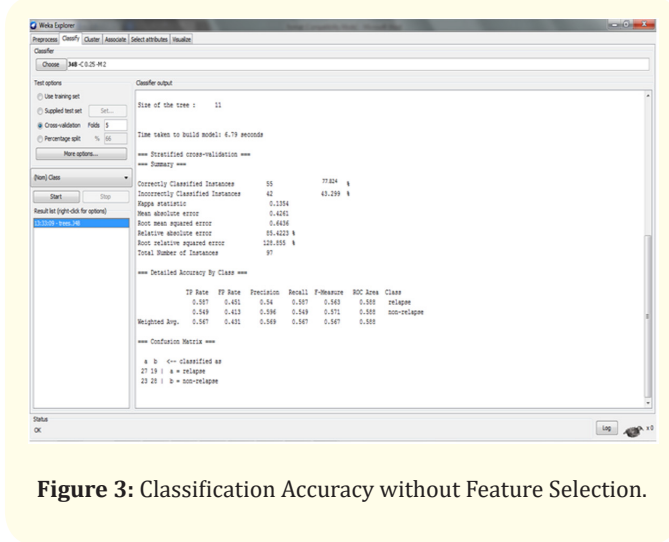 Weka Explorer
Preprocess Classify Cluster Associate Select attributes Visualize
Classifier
Choose J48 -C 0.25 -M 2
Test options
Use training set
Supplied test set Set...
Cross-validation Folds 5
Percentage split % 66
More options...
(Nom) Class
Start Stop
Result list (right-click for options)
13:33:09 - trees.J48
Classifier output
Size of the tree : 11
Time taken to build model: 6.79 seconds
=== Stratified cross-validation ===
=== Summary ===
Correctly Classified Instances 55 77.824 %
Incorrectly Classified Instances 42 43.299 %
Kappa statistic 0.1354
Mean absolute error 0.4261
Root mean squared error 0.6436
Relative absolute error 85.4223 %
Root relative squared error 128.855 %
Total Number of Instances 97
=== Detailed Accuracy By Class ===
TP Rate FP Rate Precision Recall F-Measure ROC Area Class
0.587 0.451 0.54 0.587 0.563 0.588 relapse
0.549 0.413 0.596 0.549 0.571 0.588 non-relapse
Weighted Avg. 0.567 0.431 0.569 0.567 0.567 0.588
=== Confusion Matrix ===
a b <-- classified as
27 19 | a = relapse
23 28 | b = non-relapse
Status
OK
Log
x 0
Figure 3: Classification Accuracy without Feature Selection.